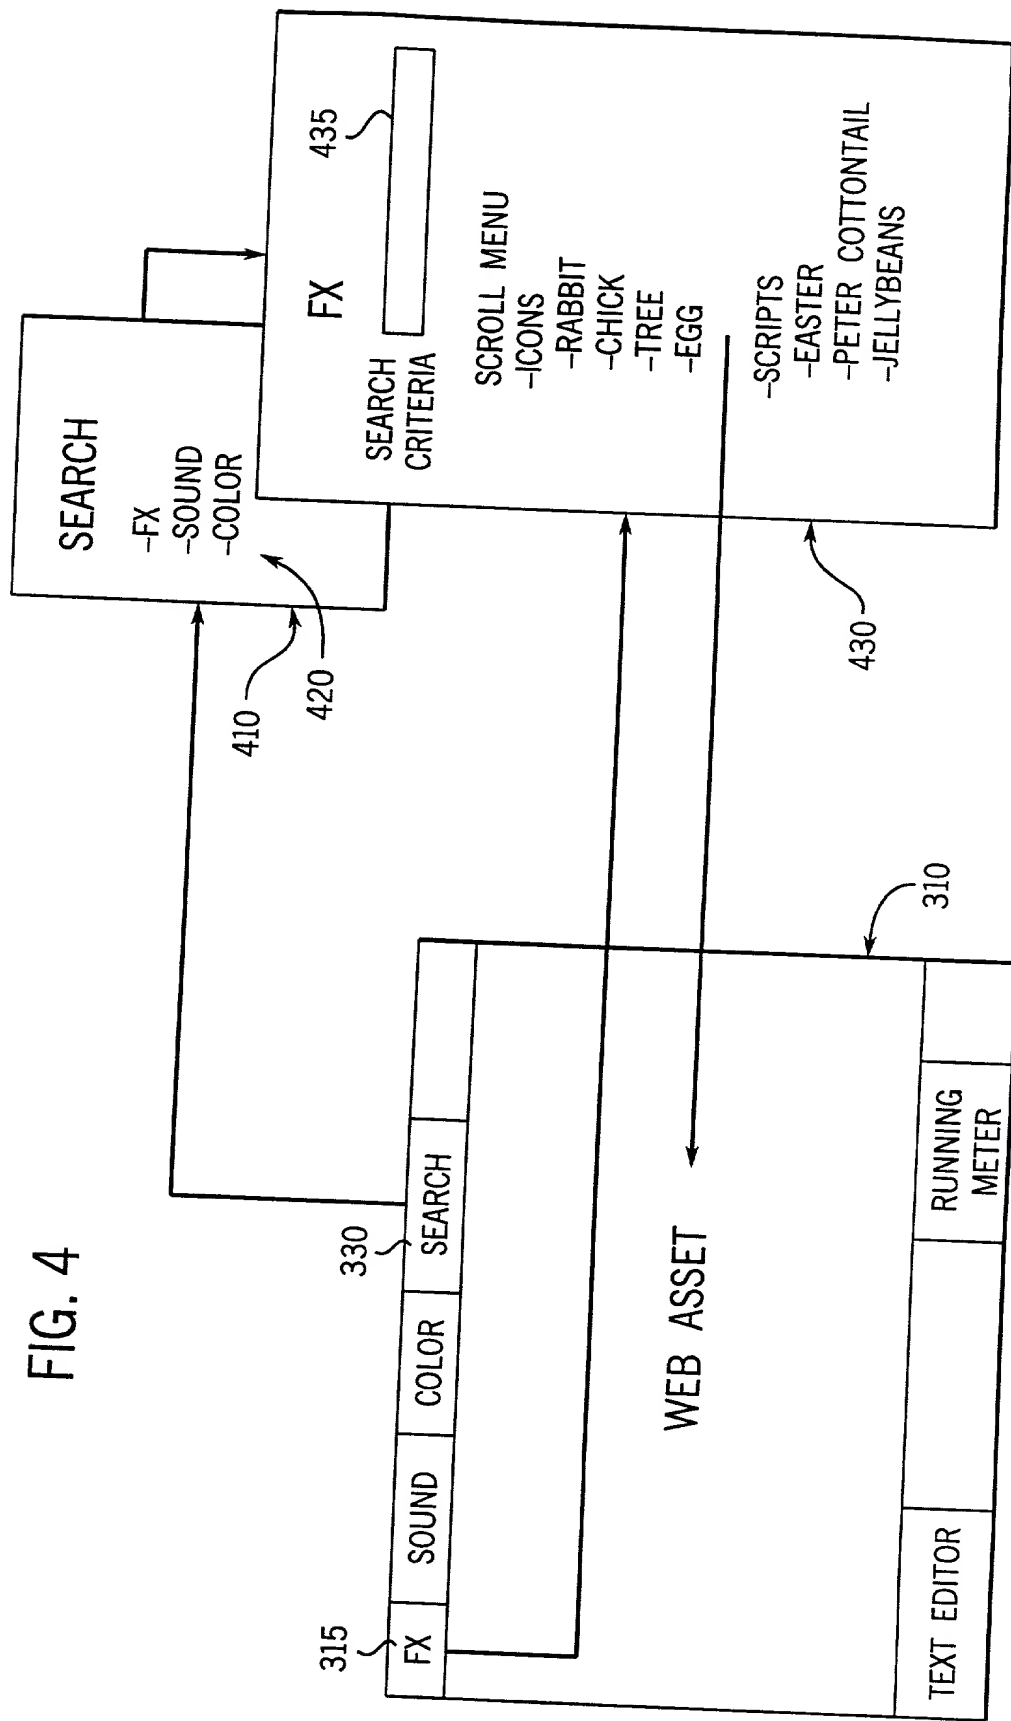 FIG. 4
315
FX
SOUND
COLOR
330
SEARCH
WEB ASSET
TEXT EDITOR
RUNNING
METER
310
410
420
SEARCH
-FX
-SOUND
-COLOR
430
FX
435
SEARCH
CRITERIA
SCROLL MENU
-ICONS
-RABBIT
-CHICK
-TREE
-EGG
-SCRIPTS
-EASTER
-PETER COTTONTAIL
-JELLYBEANS